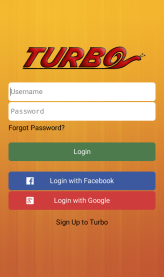 TURBO
Username
Password
Forgot Password?
Login
Login with Facebook
Login with Google
Sign Up to Turbo